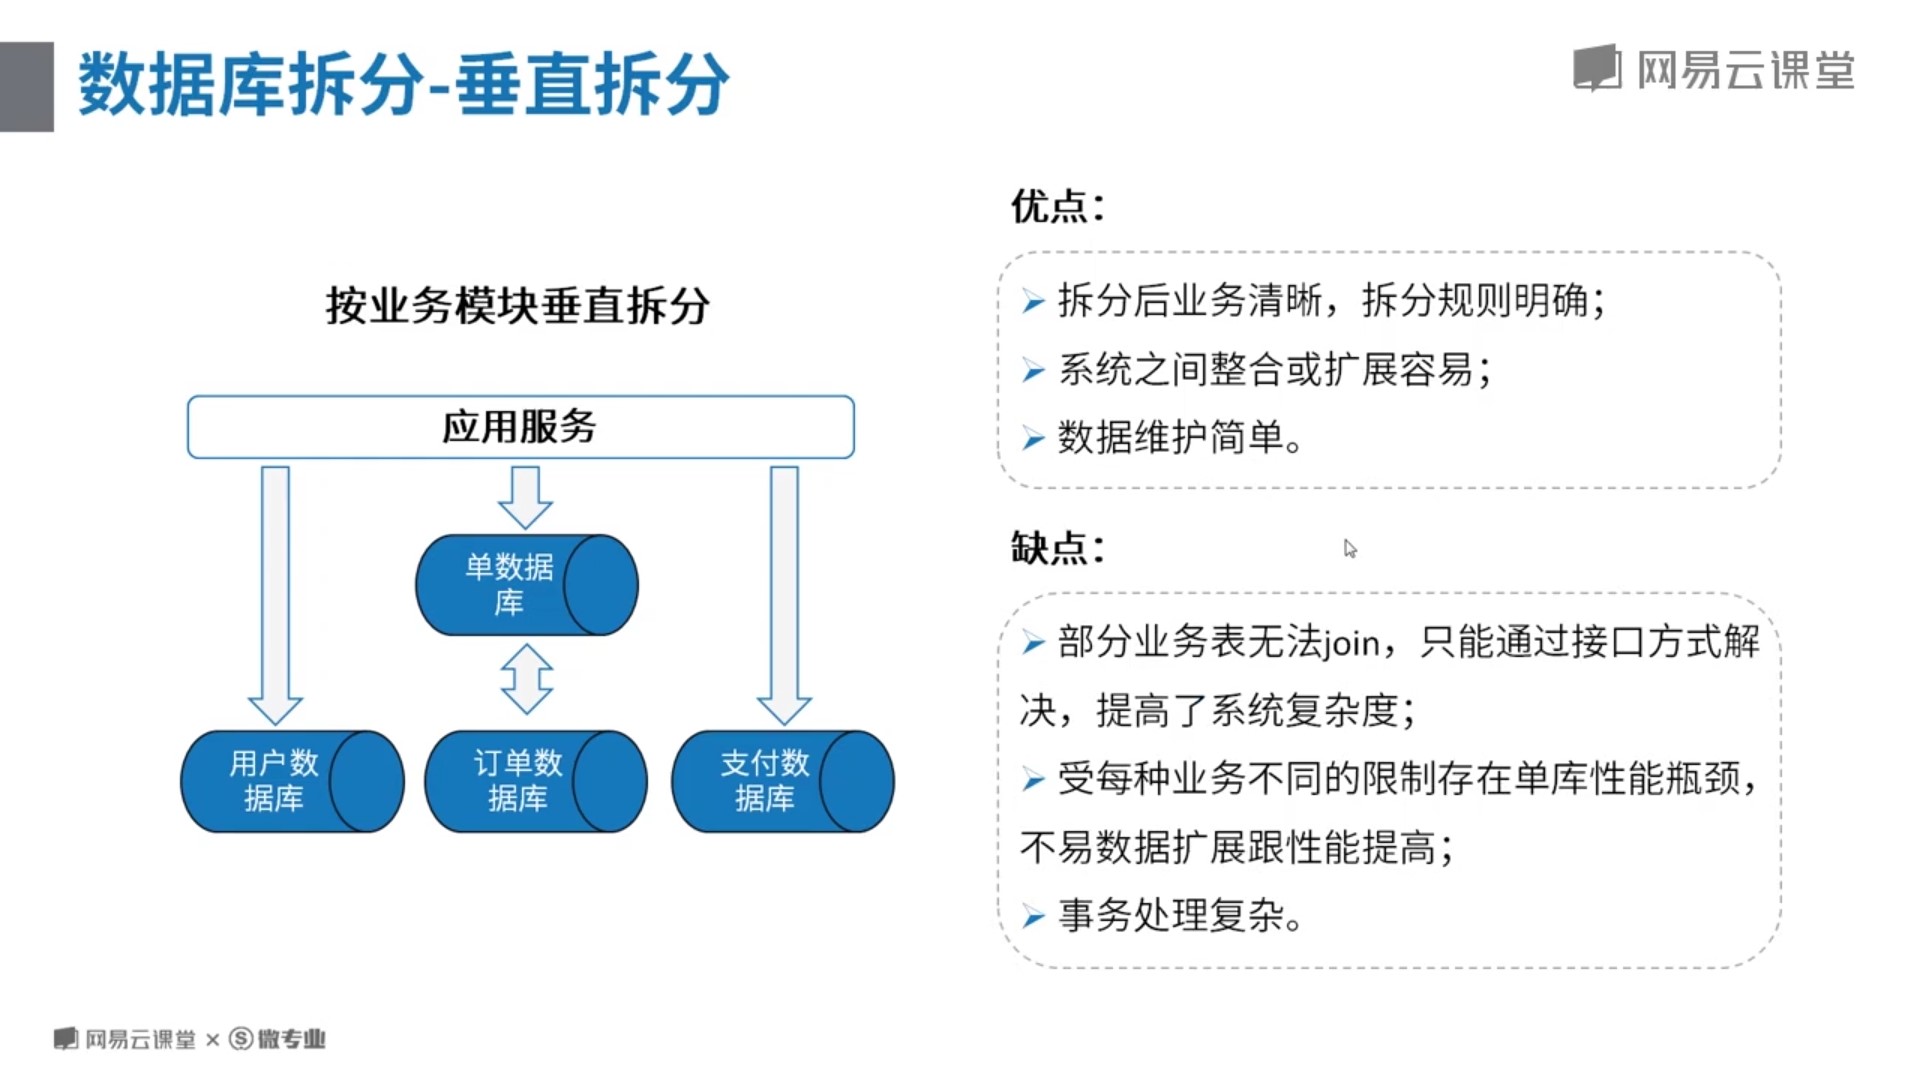 数据库拆分-垂直拆分
网易云课堂
按业务模块垂直拆分
应用服务
单数据
库
用户数
据库
订单数
据库
支付数
据库
优点：
拆分后业务清晰，拆分规则明确；
系统之间整合或扩展容易；
数据维护简单。
缺点：
部分业务表无法join，只能通过接口方式解
决，提高了系统复杂度；
受每种业务不同的限制存在单库性能瓶颈，
不易数据扩展跟性能提高；
事务处理复杂。
网易云课堂 × S 微专业